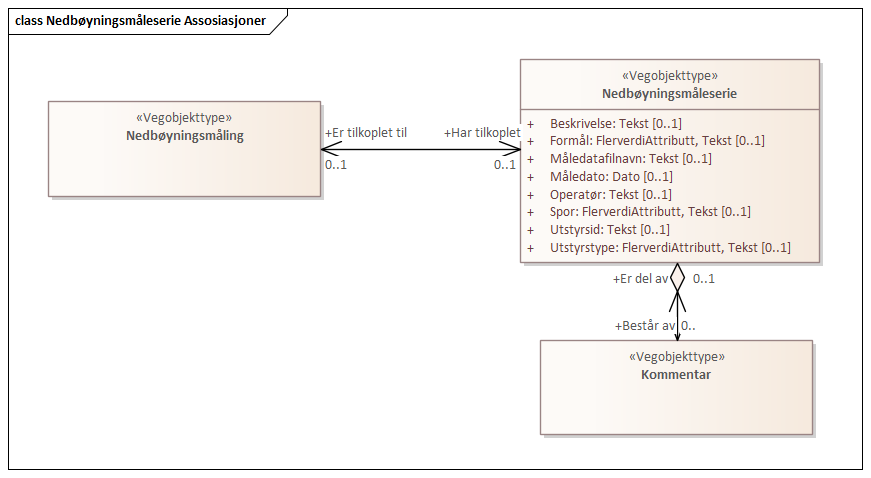 class Nedbøyningsmåleserie Assosiasjoner
«Vegobjekttype»
Nedbøyningsmåling
+Er tilkoplet til
0..1
+Har tilkoplet
0..1
«Vegobjekttype»
Nedbøyningsmåleserie
+ Beskrivelse: Tekst [0..1]
+ Formål: FlerverdiAttributt, Tekst [0..1]
+ Måledatafilnavn: Tekst [0..1]
+ Måledato: Dato [0..1]
+ Operatør: Tekst [0..1]
+ Spor: FlerverdiAttributt, Tekst [0..1]
+ Utstyrsid: Tekst [0..1]
+ Utstyrstype: FlerverdiAttributt, Tekst [0..1]
+Er del av 0..1
+Består av 0..
«Vegobjekttype»
Kommentar